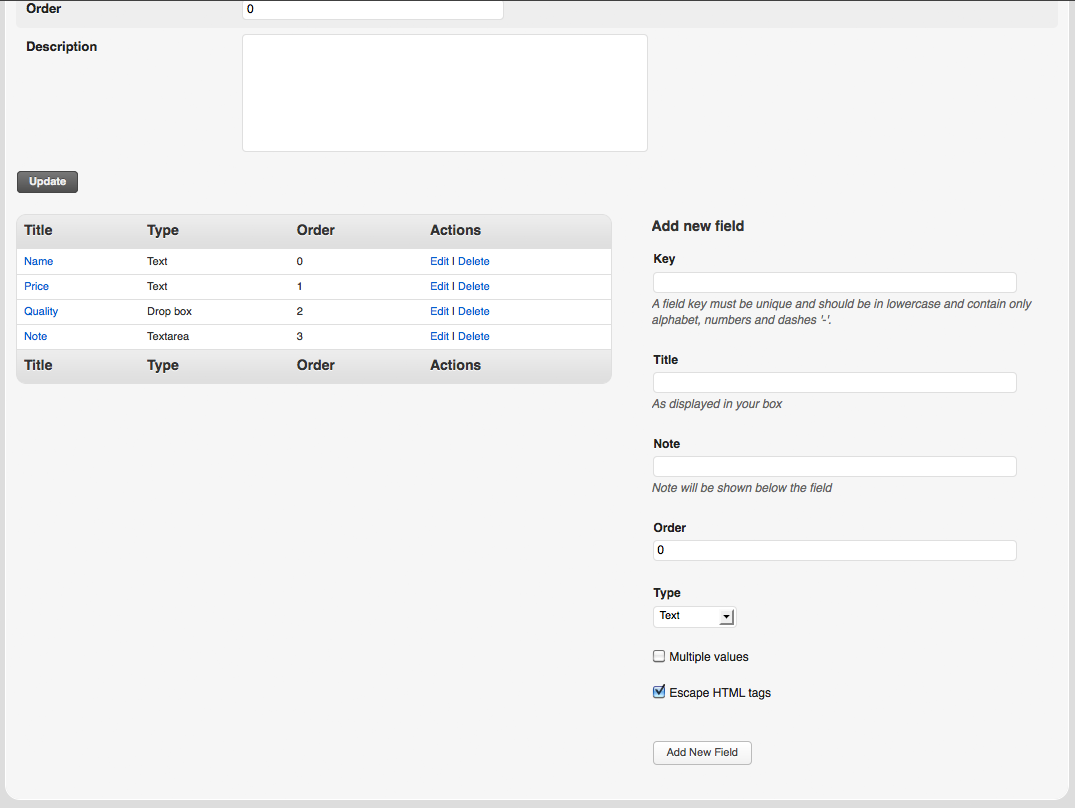 Order
0
Description
Update
Title Type Order Actions
Name Text 0 Edit | Delete
Price Text 1 Edit | Delete
Quality Drop box 2 Edit | Delete
Note Textarea 3 Edit | Delete
Title Type Order Actions
Add new field
Key
A field key must be unique and should be in lowercase and contain only
alphabet, numbers and dashes '-'.
Title
As displayed in your box
Note
Note will be shown below the field
Order
0
Type
Text
Multiple values
Escape HTML tags
Add New Field